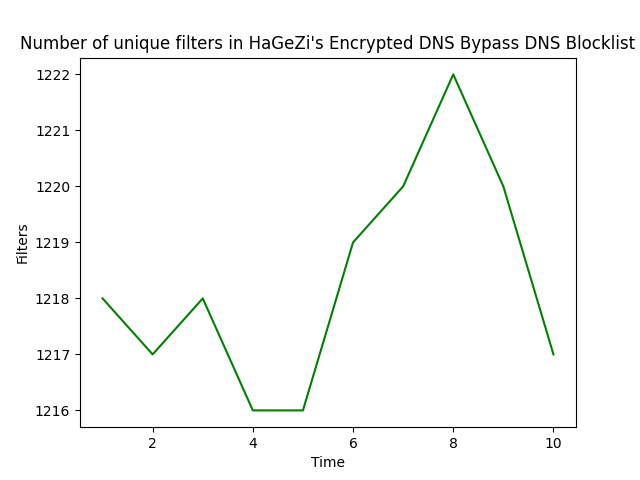 Number of unique filters in HaGeZi's Encrypted DNS Bypass DNS Blocklist
1222
1221
1220
1219
1218
1217
1216
Filters
2 4 6 8 10
Time